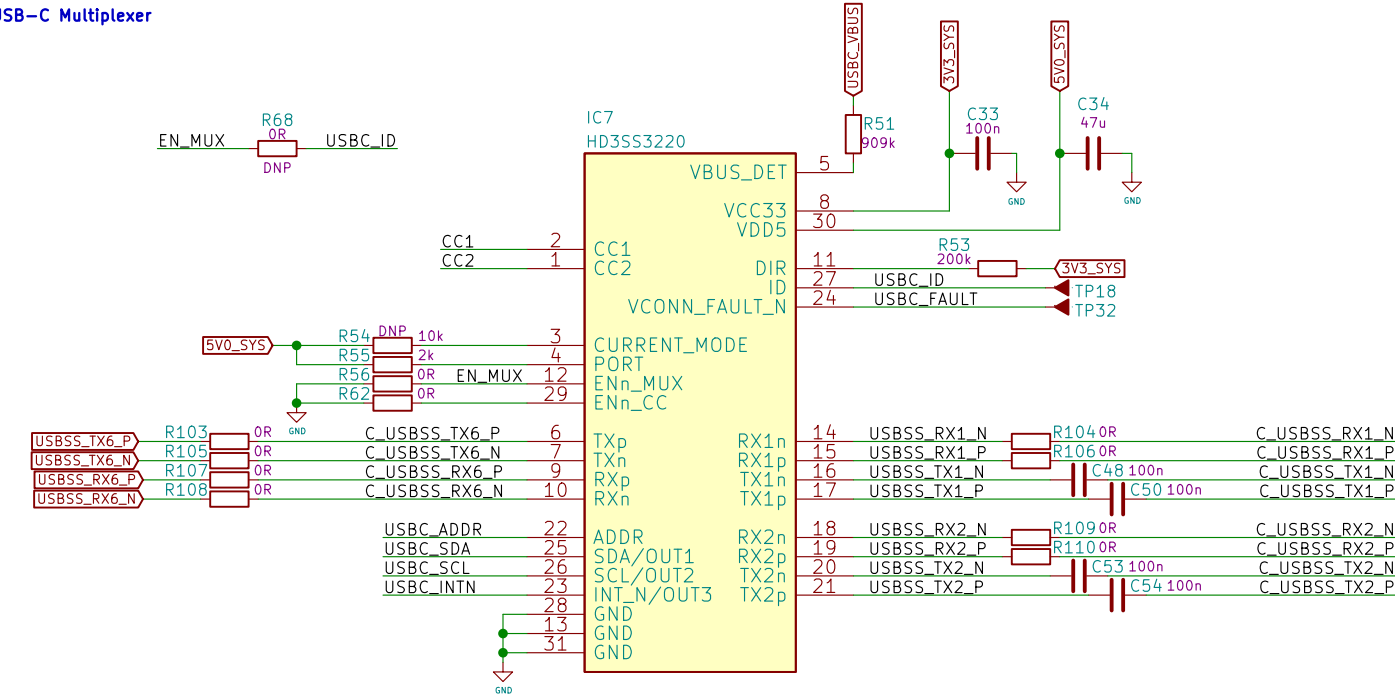 USB-C Multiplexer
USBC_VBUS
3V3_SYS
5V0_SYS
EN_MUX
R68
0R
DNP
USBC_ID
IC7
HD3SS3220
R51
909k
C33
100n
GND
C34
47u
GND
VBUS_DET 5
VCC33 8
VDD5 30
CC1 2 CC1
CC2 1 CC2
DIR 11 R53 200k 3V3_SYS
ID 27 USBC_ID TP18
VCONN_FAULT_N 24 USBC_FAULT TP32
5V0_SYS R54 DNP 10k 3 CURRENT_MODE
R55 2k 4 PORT
R56 0R EN_MUX 12 ENn_MUX
R62 0R 29 ENn_CC
GND
USBSS_TX6_P R103 0R C_USBSS_TX6_P 6 TXp
USBSS_TX6_N R105 0R C_USBSS_TX6_N 7 TXn
USBSS_RX6_P R107 0R C_USBSS_RX6_P 9 RXp
USBSS_RX6_N R108 0R C_USBSS_RX6_N 10 RXn
RX1n 14 USBSS_RX1_N R104 0R C_USBSS_RX1_N
RX1p 15 USBSS_RX1_P R106 0R C_USBSS_RX1_P
TX1n 16 USBSS_TX1_N C48 100n C_USBSS_TX1_N
TX1p 17 USBSS_TX1_P C50 100n C_USBSS_TX1_P
USBC_ADDR 22 ADDR
USBC_SDA 25 SDA/OUT1
USBC_SCL 26 SCL/OUT2
USBC_INTN 23 INT_N/OUT3
28 GND
13 GND
31 GND
GND
RX2n 18 USBSS_RX2_N R109 0R C_USBSS_RX2_N
RX2p 19 USBSS_RX2_P R110 0R C_USBSS_RX2_P
TX2n 20 USBSS_TX2_N C53 100n C_USBSS_TX2_N
TX2p 21 USBSS_TX2_P C54 100n C_USBSS_TX2_P